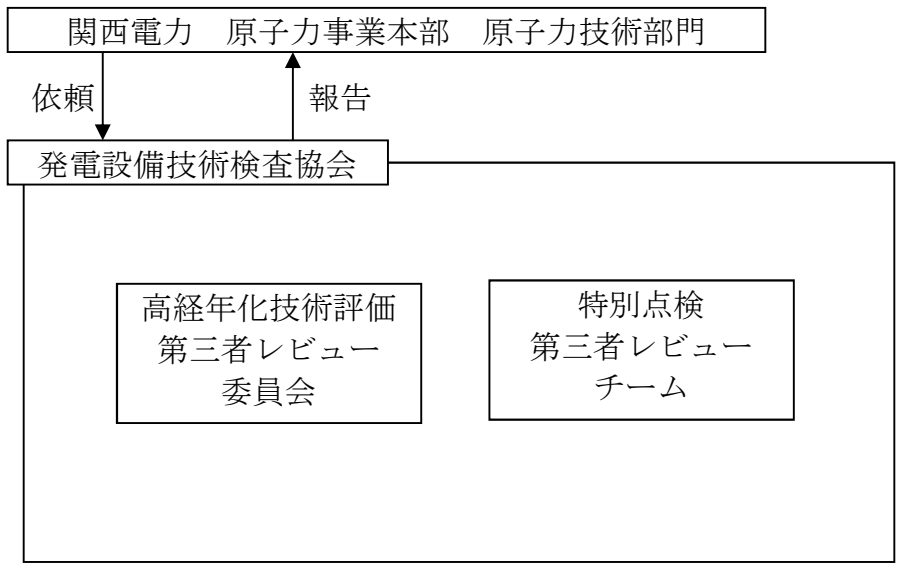 関西電力 原子力事業本部 原子力技術部門
依頼
報告
発電設備技術検査協会
高経年化技術評価
第三者レビュー
委員会
特別点検
第三者レビュー
チーム